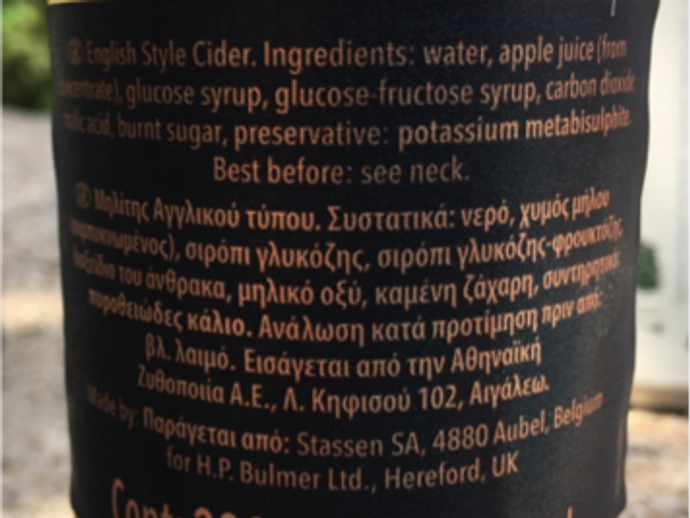 English Style Cider. Ingredients: water, apple juice (from
concentrate), glucose syrup, glucose-fructose syrup, carbon dioxide,
malic acid, burnt sugar, preservative: potassium metabisulphite.
Best before: see neck.
Μηλίτης Αγγλικού τύπου. Συστατικά: νερό, χυμός μήλου
συμπυκνωμένος), σιρόπι γλυκόζης, σιρόπι γλυκόζης-φρουκτόζης,
διοξείδιο του άνθρακα, μηλικό οξύ, καμένη ζάχαρη, συντηρητικό:
πυροθειώδες κάλιο. Ανάλωση κατά προτίμηση πριν από:
βλ. λαιμό. Εισάγεται από την Αθηναϊκή
Ζυθοποιία Α.Ε., Λ. Κηφισού 102, Αιγάλεω.
Made by: Παράγεται από: Stassen SA, 4880 Aubel, Belgium
for H.P. Bulmer Ltd., Hereford, UK